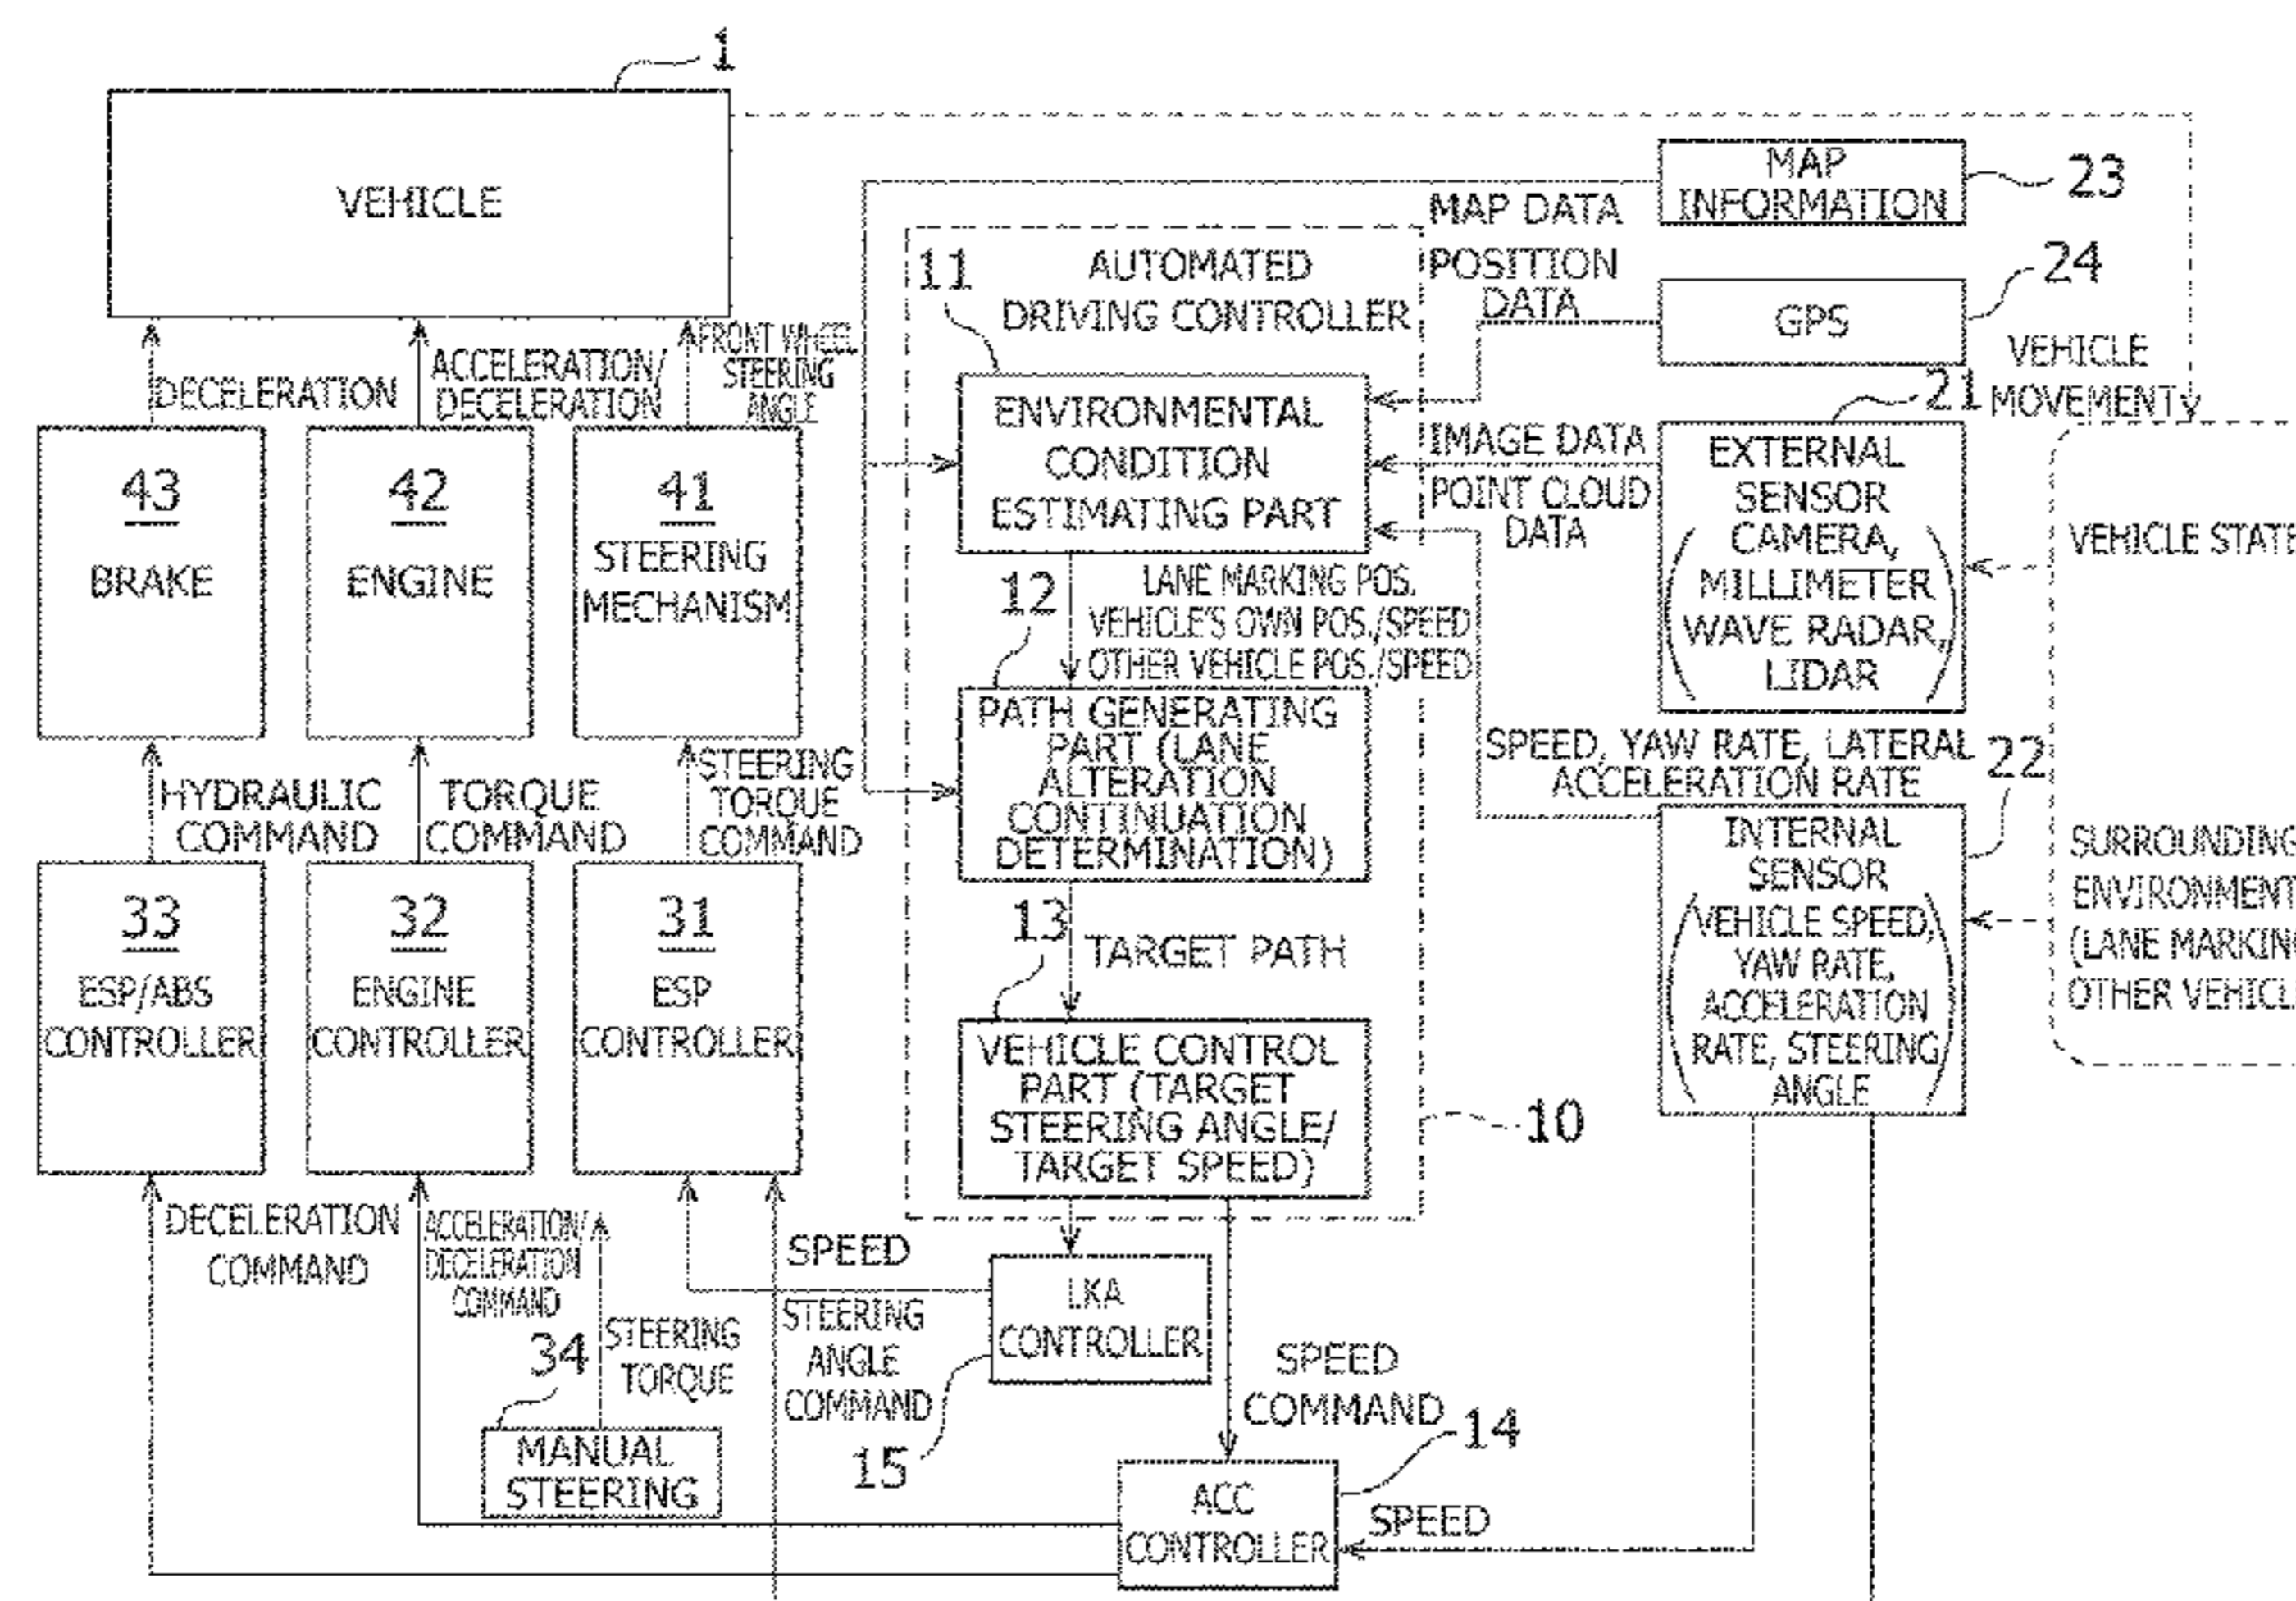 1
VEHICLE
MAP
INFORMATION
23
MAP DATA
AUTOMATED
DRIVING CONTROLLER
11
POSITION
DATA
GPS
24
VEHICLE
MOVEMENT
DECELERATION
ACCELERATION/
DECELERATION
FRONT WHEEL
STEERING
ANGLE
ENVIRONMENTAL
CONDITION
ESTIMATING PART
IMAGE DATA
POINT CLOUD
DATA
21
EXTERNAL
SENSOR
CAMERA,
MILLIMETER
WAVE RADAR,
LIDAR
43
BRAKE
42
ENGINE
41
STEERING
MECHANISM
VEHICLE STATE
12
LANE MARKING POS.
VEHICLE'S OWN POS./SPEED
OTHER VEHICLE POS./SPEED
PATH GENERATING
PART (LANE
ALTERATION
CONTINUATION
DETERMINATION)
SPEED, YAW RATE, LATERAL
ACCELERATION RATE
22
HYDRAULIC
COMMAND
TORQUE
COMMAND
STEERING
TORQUE
COMMAND
INTERNAL
SENSOR
VEHICLE SPEED,
YAW RATE,
ACCELERATION
RATE, STEERING
ANGLE
SURROUNDING
ENVIRONMENT
(LANE MARKING
OTHER VEHICL
33
ESP/ABS
CONTROLLER
32
ENGINE
CONTROLLER
31
ESP
CONTROLLER
13
TARGET PATH
VEHICLE CONTROL
PART (TARGET
STEERING ANGLE/
TARGET SPEED)
10
DECELERATION
COMMAND
ACCELERATION/
DECELERATION
COMMAND
SPEED
STEERING
ANGLE
COMMAND
LKA
CONTROLLER
15
34
STEERING
TORQUE
MANUAL
STEERING
SPEED
COMMAND
14
ACC
CONTROLLER
SPEED